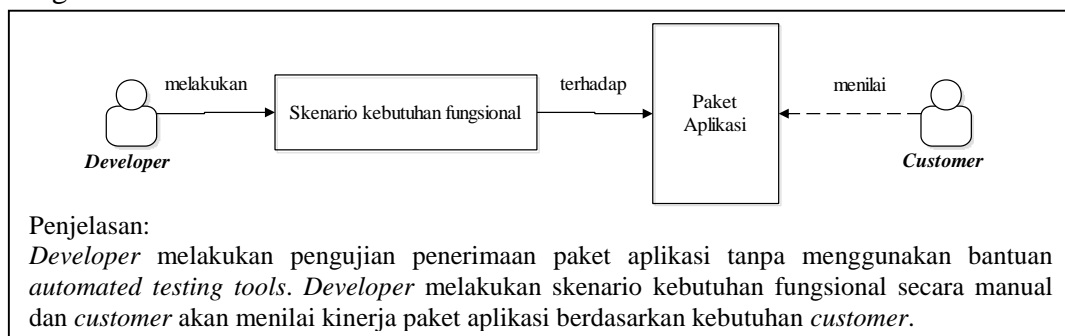 melakukan
terhadap
menilai
Skenario kebutuhan fungsional
Paket
Aplikasi
Developer
Customer
Penjelasan:
Developer melakukan pengujian penerimaan paket aplikasi tanpa menggunakan bantuan
automated testing tools. Developer melakukan skenario kebutuhan fungsional secara manual
dan customer akan menilai kinerja paket aplikasi berdasarkan kebutuhan customer.